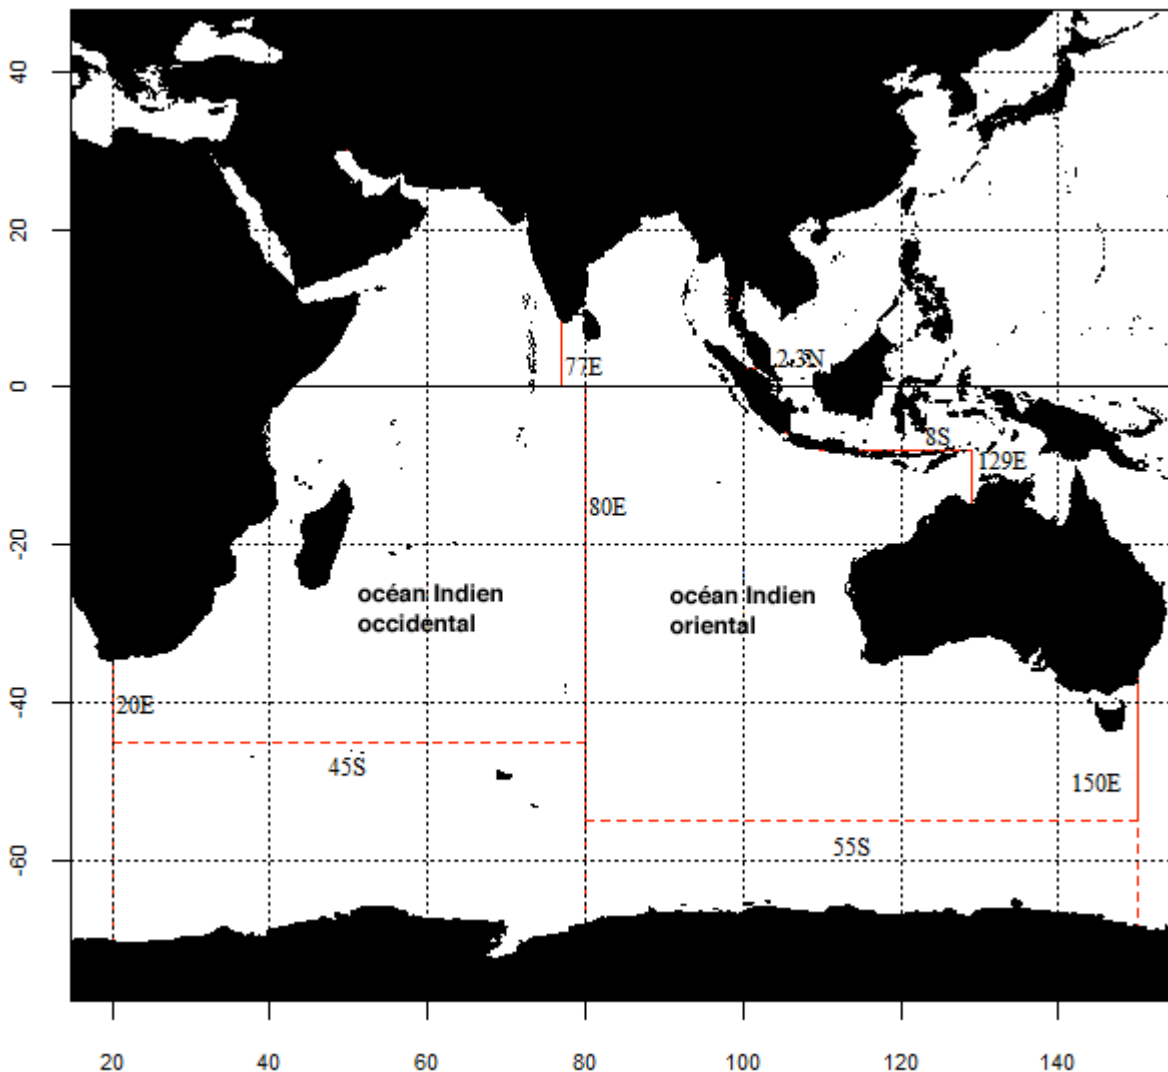 40
20
2.3N
77E
0
8S
129E
80E
-20
océan Indien
occidental
océan Indien
oriental
20E
-40
45S
150E
55S
-60
20
40
60
80
100
120
140